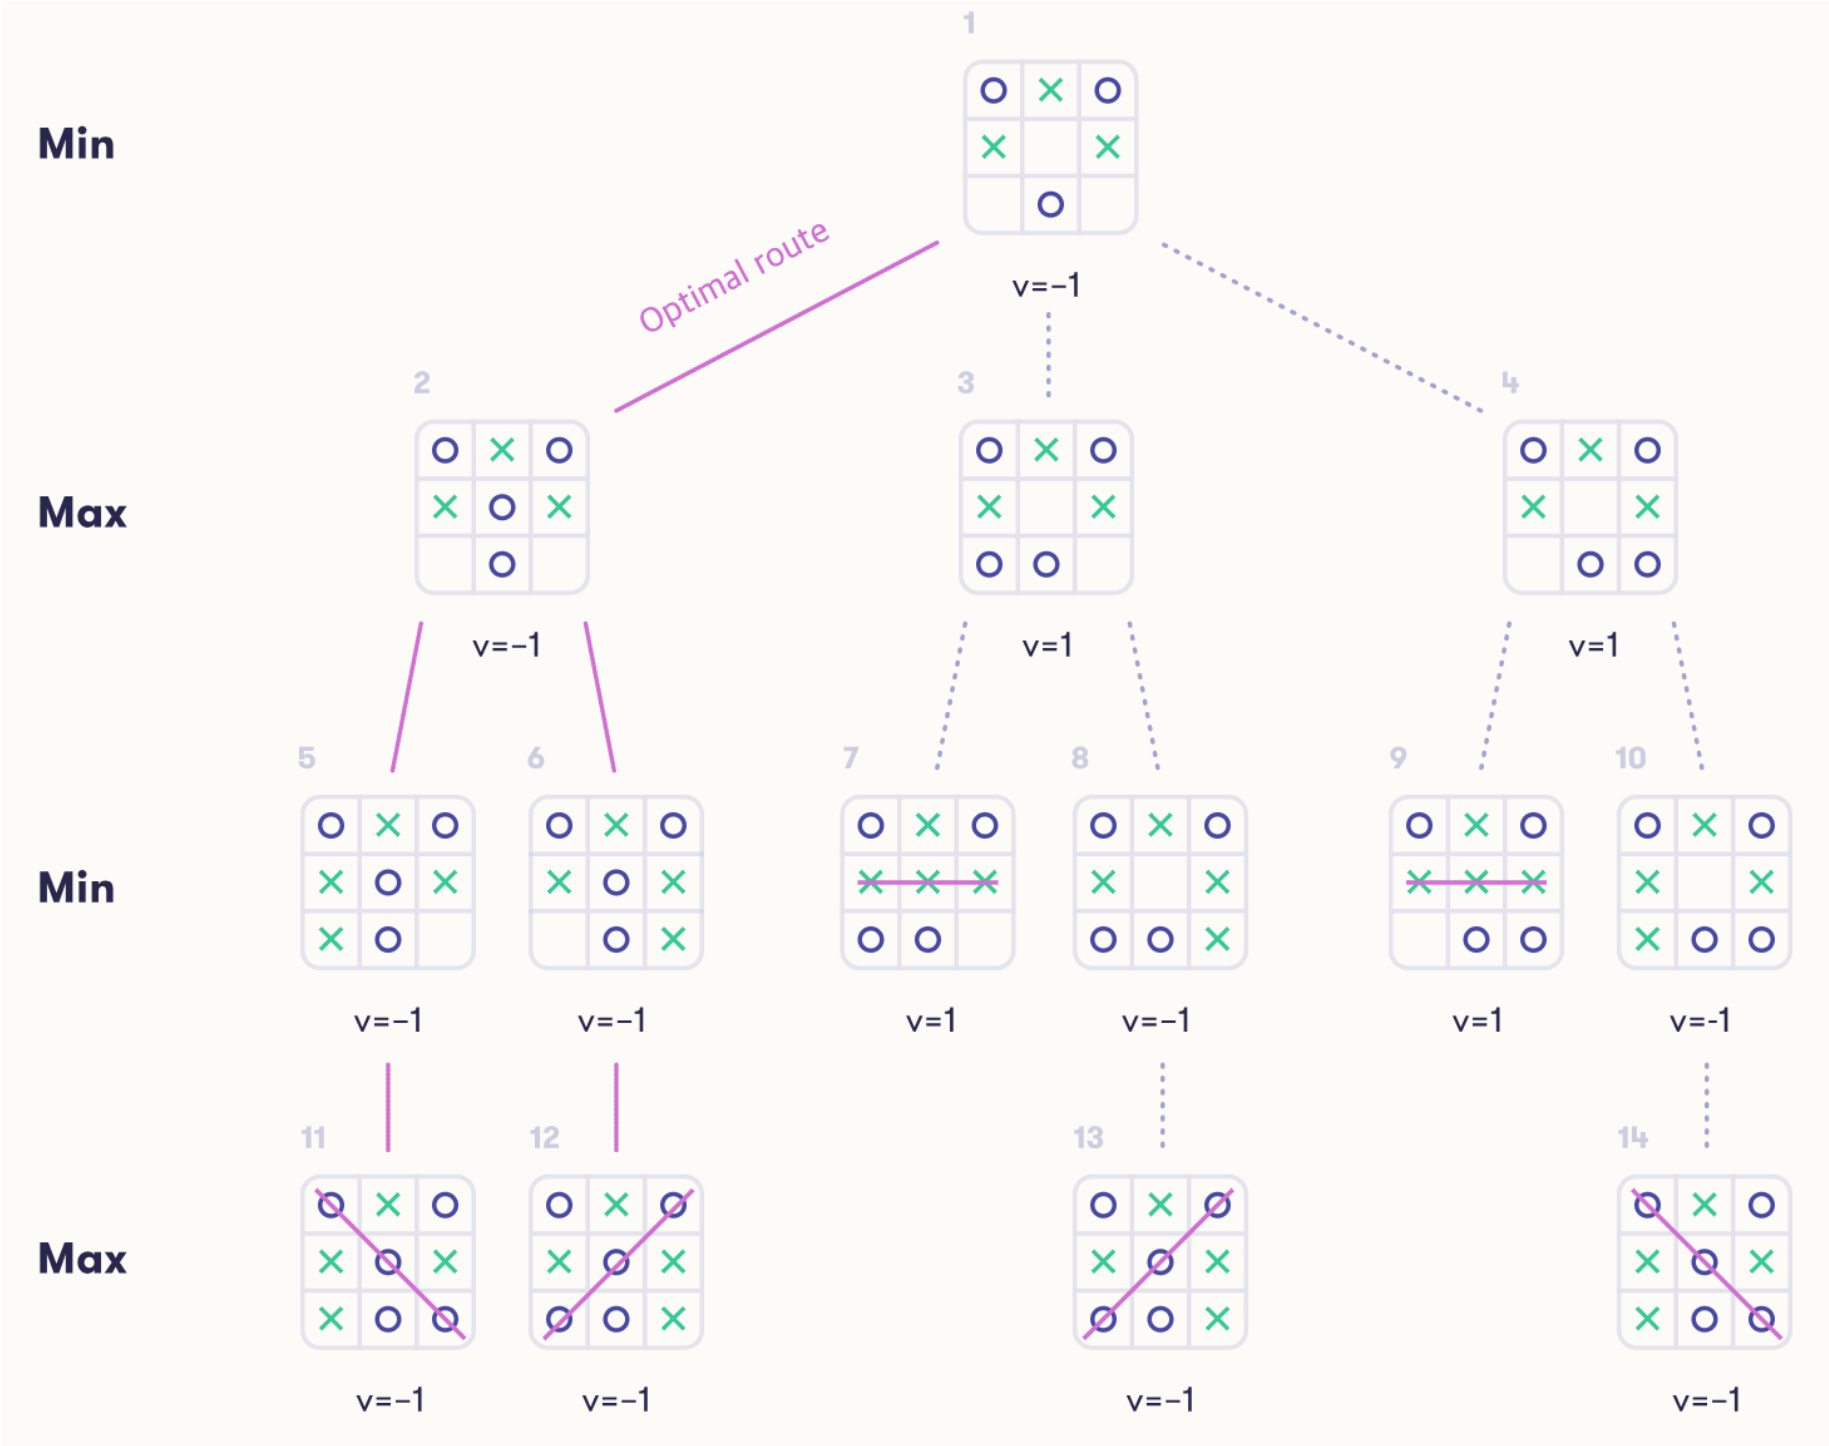 1
Min
Optimal route
v=-1
2 3 4
Max
v=-1 v=1 v=1
5 6 7 8 9 10
Min
v=-1 v=-1 v=1 v=-1 v=1 v=-1
11 12 13 14
Max
v=-1 v=-1 v=-1 v=-1